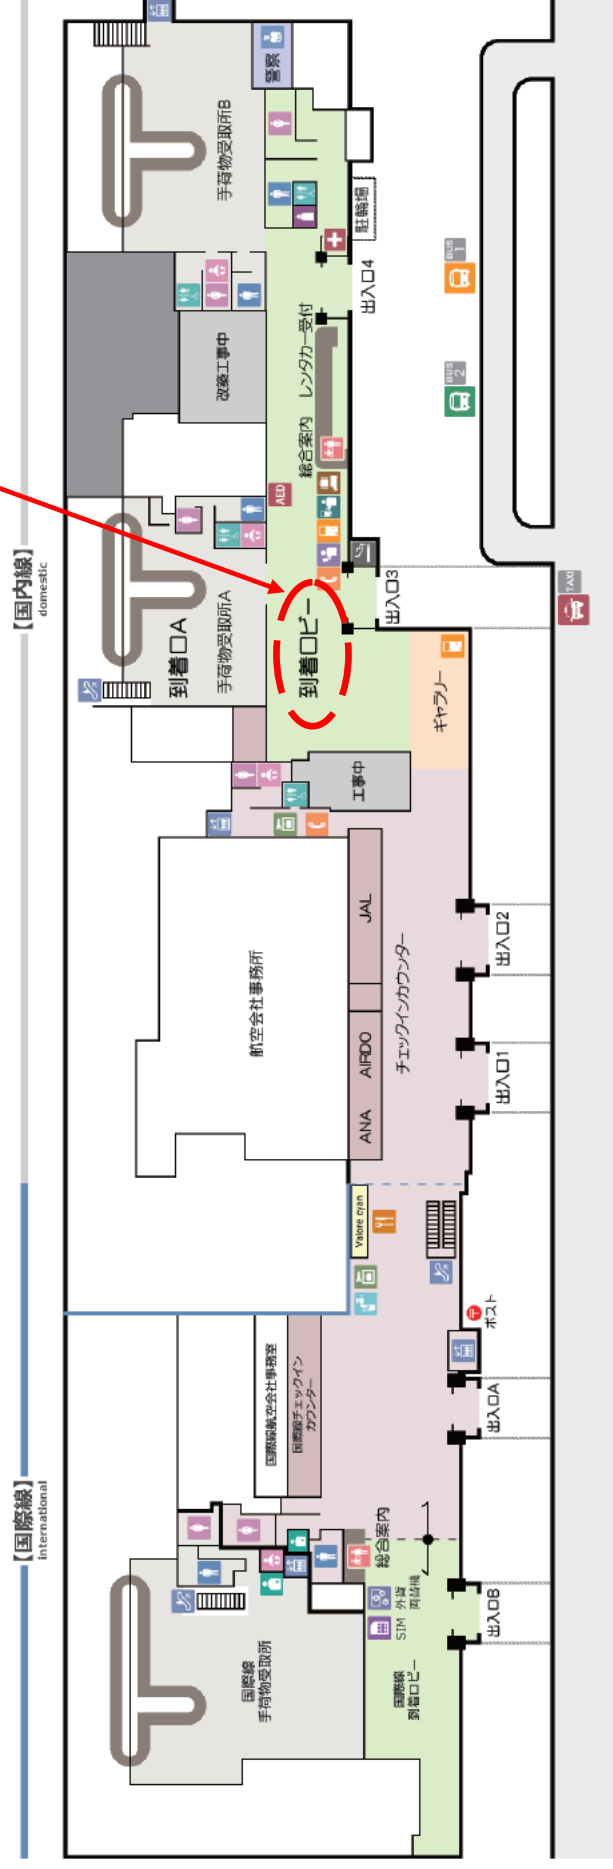 警察
手荷物受取所B
駐輪場
出入口4
BUS 1
BUS 2
改築工事中
総合案内 レンタカー受付
AED
【国内線】
domestic
到着口A
手荷物受取所A
到着ロビー
出入口3
TAXI
ギャラリー
工事中
航空会社事務所
JAL
AIRDO
ANA
チェックインカウンター
出入口2
出入口1
Valore cyan
ポスト
出入口A
国際線航空会社事務室
国際線チェックイン
カウンター
【国際線】
international
総合案内
外貨
両替機
SIM
出入口B
国際線
手荷物受取所
国際線
到着ロビー